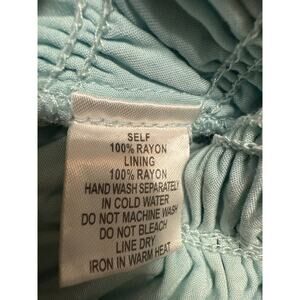 SELF
100% RAYON
LINING
100% RAYON
HAND WASH SEPARATELY
IN COLD WATER
DO NOT MACHINE WASH
DO NOT BLEACH
LINE DRY
IRON IN WARM HEAT